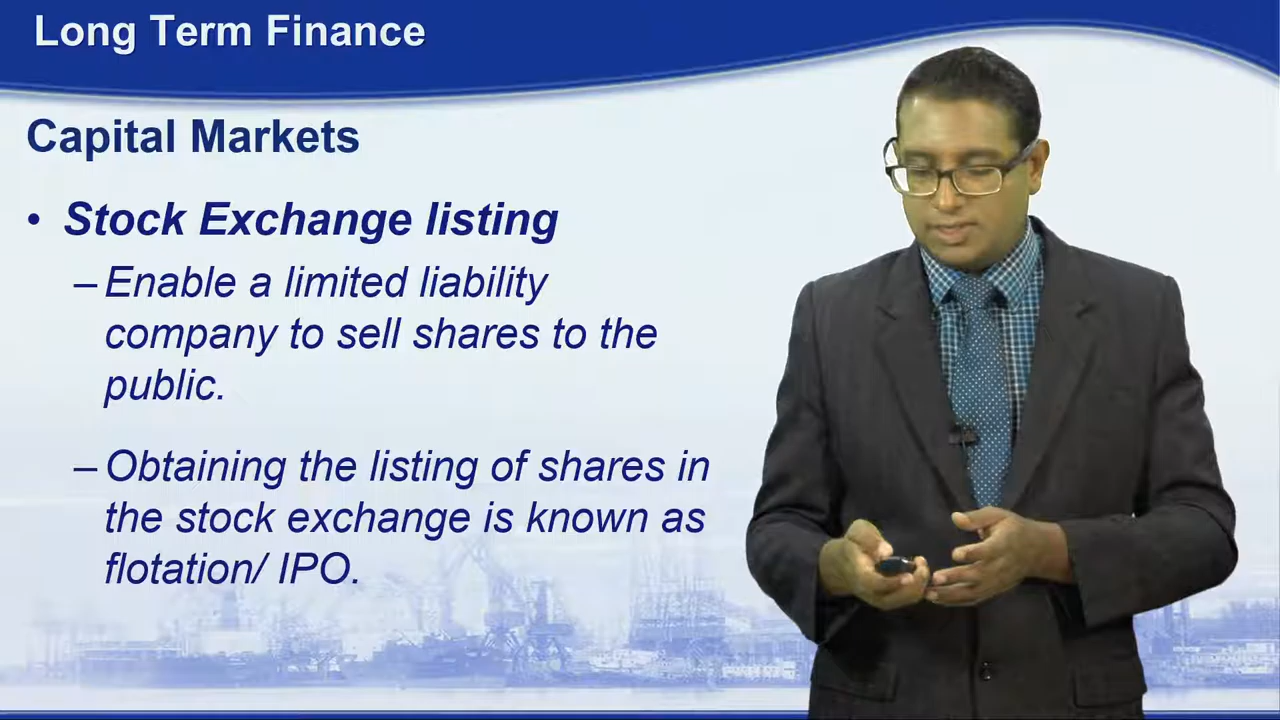 Long Term Finance
Capital Markets
• Stock Exchange listing
– Enable a limited liability
company to sell shares to the
public.
– Obtaining the listing of shares in
the stock exchange is known as
flotation/ IPO.